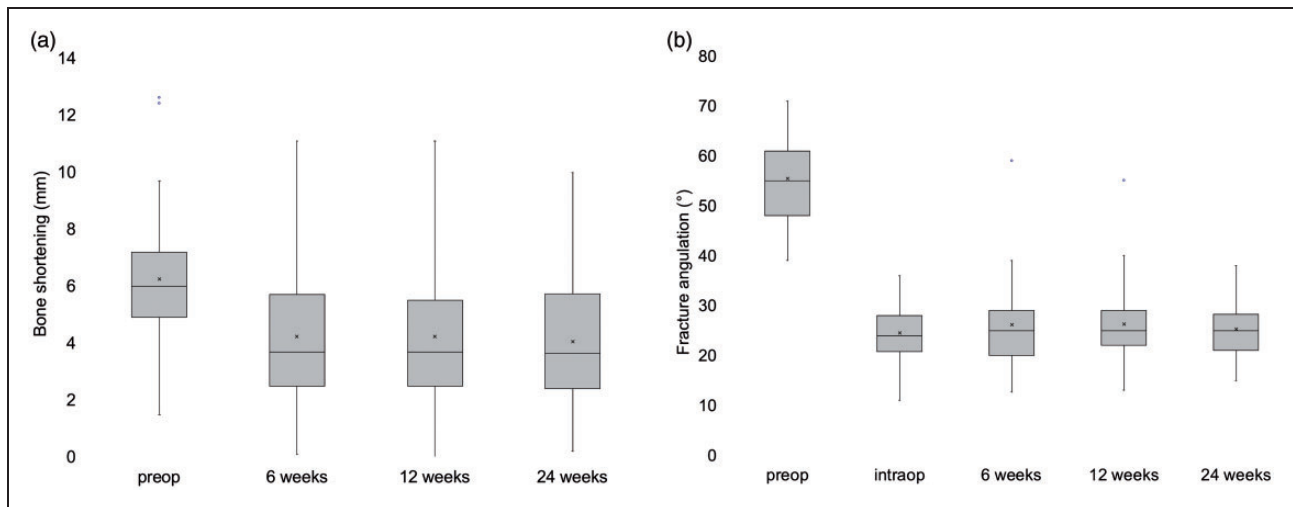 (a)
14
12
10
8
6
4
2
0
Bone shortening (mm)
preop 6 weeks 12 weeks 24 weeks
(b)
80
70
60
50
40
30
20
10
0
Fracture angulation (°)
preop intraop 6 weeks 12 weeks 24 weeks